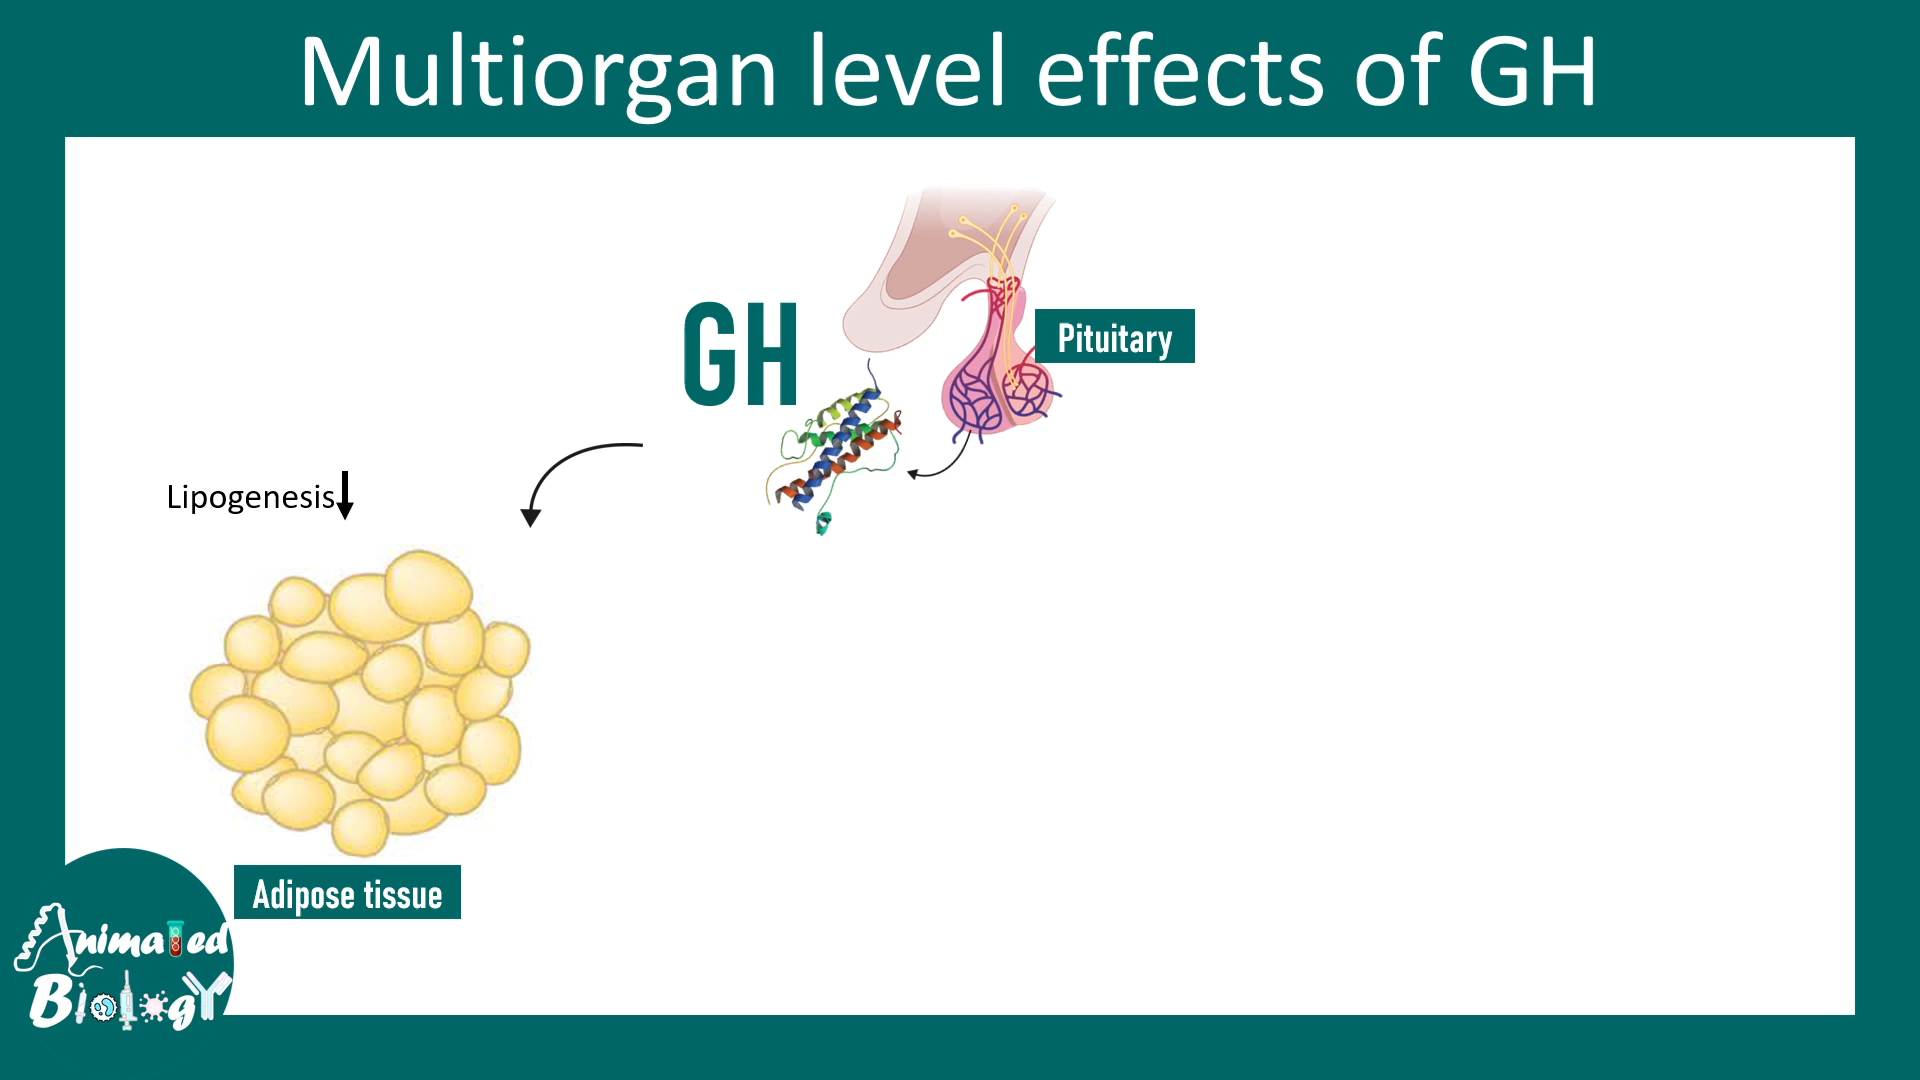 Multiorgan level effects of GH
GH
Pituitary
Lipogenesis
Adipose tissue
Animated
Biology